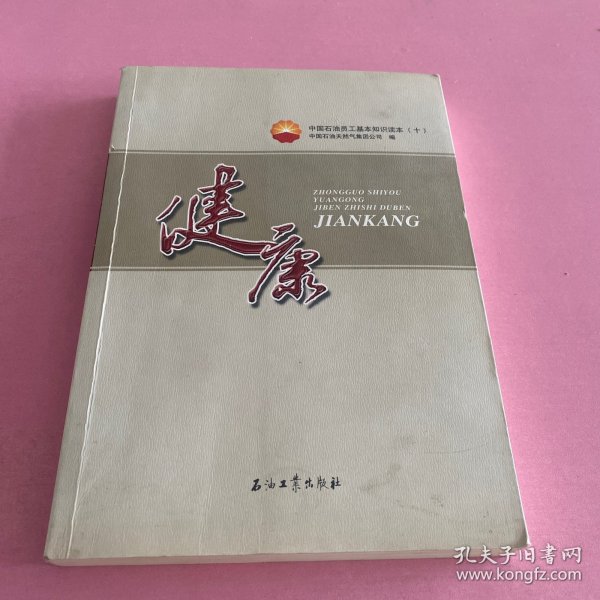 中国石油员工基本知识读本（十）
中国石油天然气集团公司 编
ZHONGGUO SHIYOU
YUANGONG
JIBEN ZHISHI DUBEN
JIANKANG
健康
石油工业出版社
孔夫子旧书网
www.kongfz.com